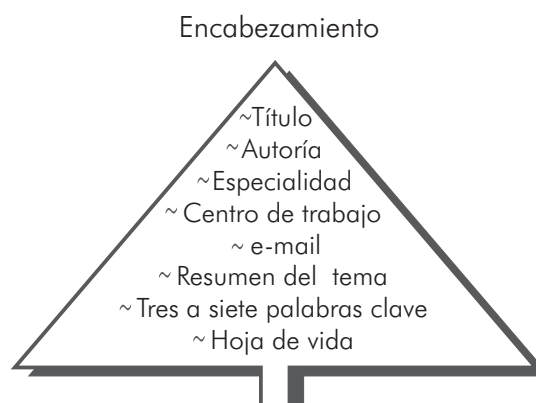 Encabezamiento
~Título
~Autoría
~Especialidad
~ Centro de trabajo
~ e-mail
~ Resumen del tema
~ Tres a siete palabras clave
~ Hoja de vida